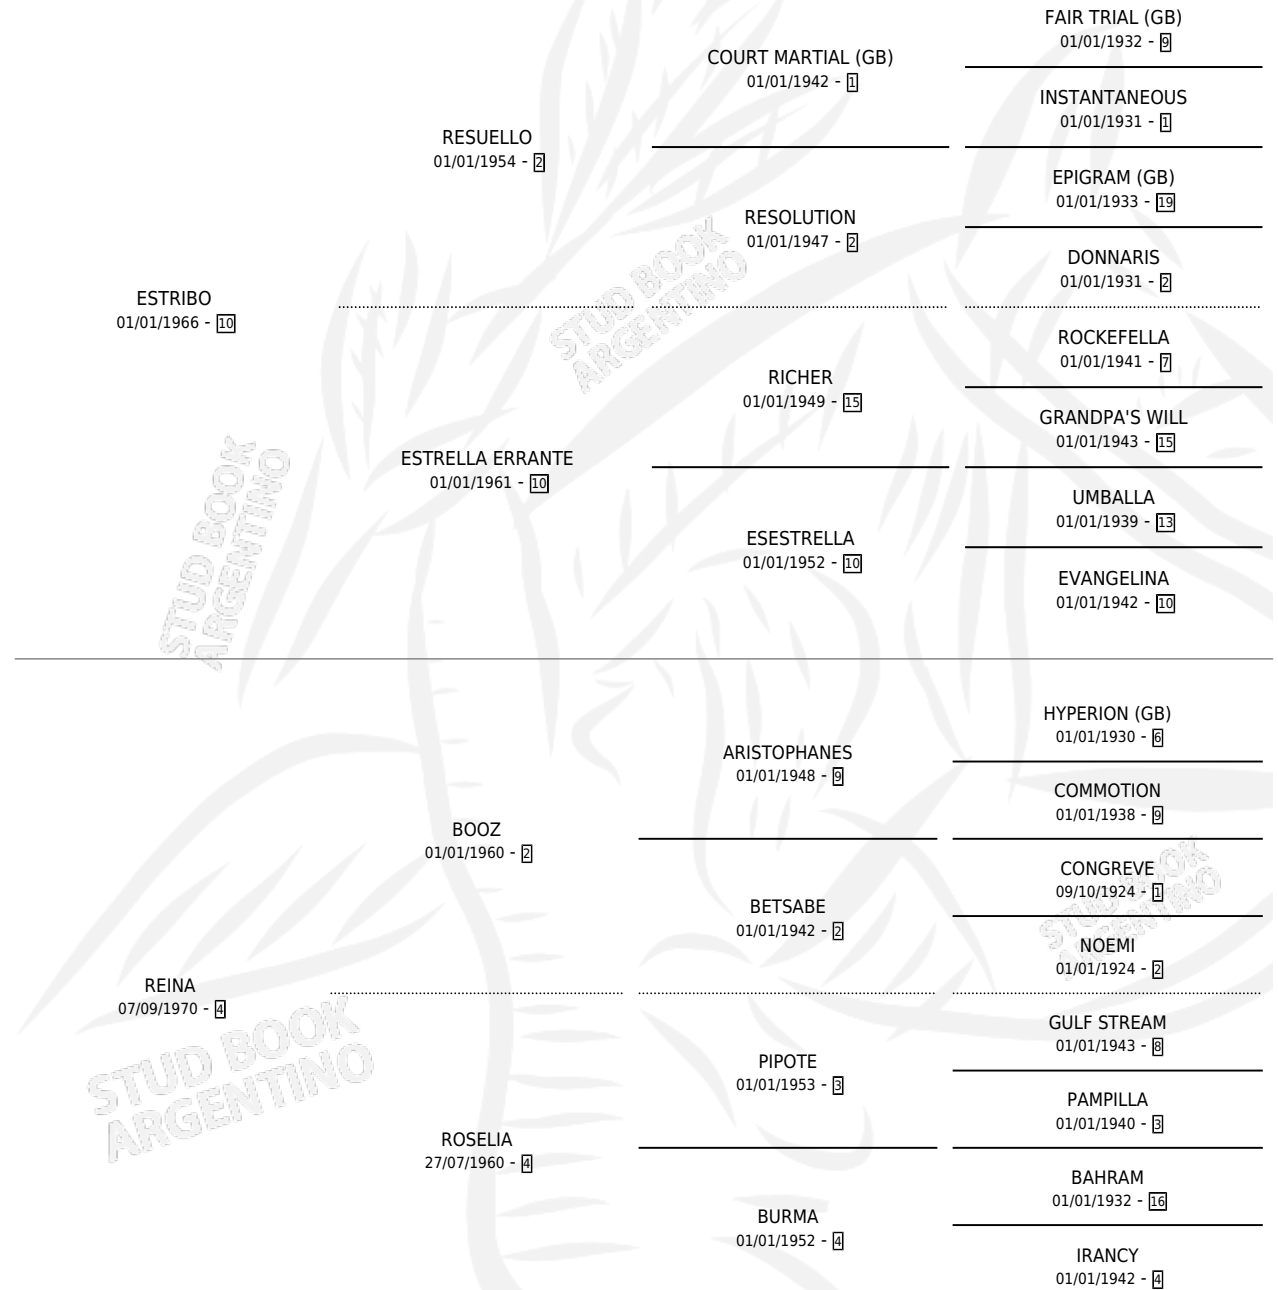 FAIR TRIAL (GB)
01/01/1932 - 9
COURT MARTIAL (GB)
01/01/1942 - 1
INSTANTANEOUS
01/01/1931 - 1
RESUELLO
01/01/1954 - 2
EPIGRAM (GB)
01/01/1933 - 19
RESOLUTION
01/01/1947 - 2
DONNARIS
01/01/1931 - 2
ESTRIBO
01/01/1966 - 10
ROCKEFELLA
01/01/1941 - 7
RICHER
01/01/1949 - 15
GRANDPA'S WILL
01/01/1943 - 15
ESTRELLA ERRANTE
01/01/1961 - 10
UMBALLA
01/01/1939 - 13
ESESTRELLA
01/01/1952 - 10
EVANGELINA
01/01/1942 - 10
HYPERION (GB)
01/01/1930 - 6
ARISTOPHANES
01/01/1948 - 9
COMMOTION
01/01/1938 - 9
BOOZ
01/01/1960 - 2
CONGREVE
09/10/1924 - 1
BETSABE
01/01/1942 - 2
NOEMI
01/01/1924 - 2
REINA
07/09/1970 - 4
GULF STREAM
01/01/1943 - 8
PIPOTE
01/01/1953 - 3
PAMPILLA
01/01/1940 - 3
ROSELIA
27/07/1960 - 4
BAHRAM
01/01/1932 - 16
BURMA
01/01/1952 - 4
IRANCY
01/01/1942 - 4
STUD BOOK
ARGENTINO
STUD BOOK
ARGENTINO
STUD BOOK
ARGENTINO
STUD BOOK
ARGENTINO